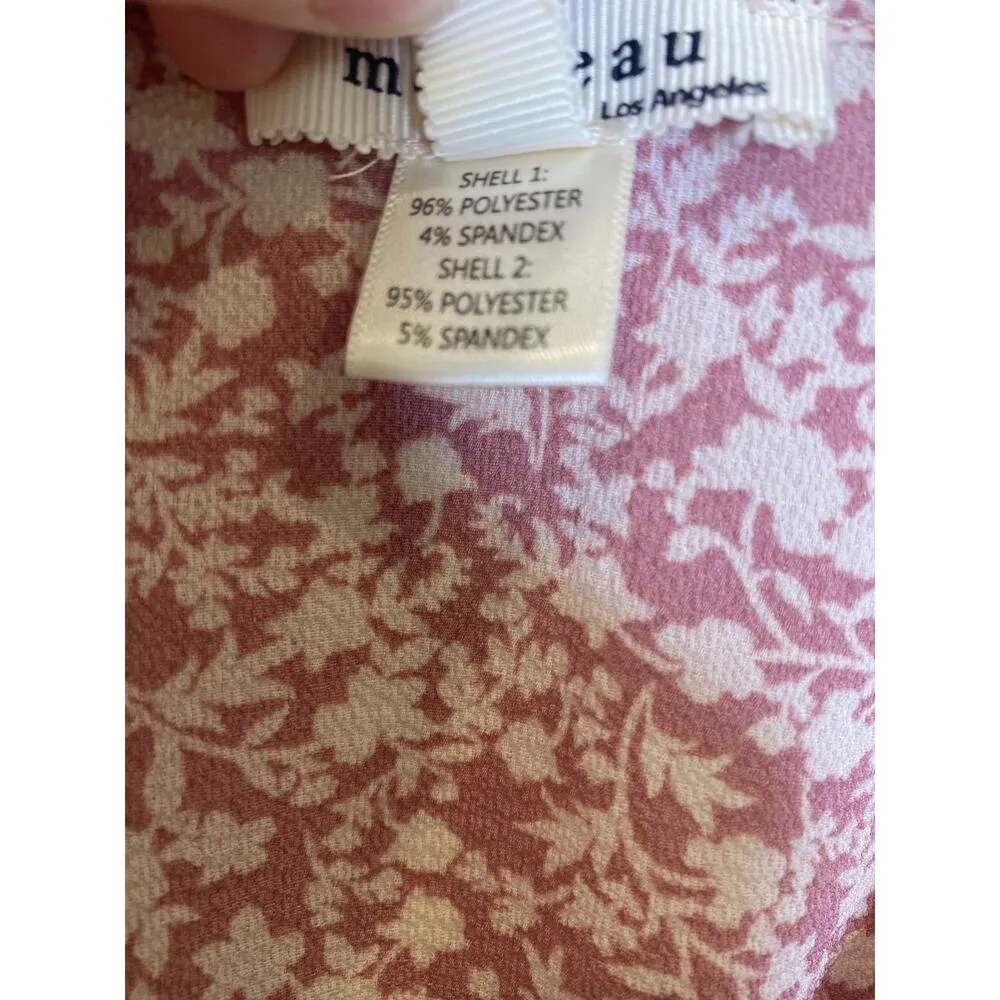 Los Angeles
SHELL 1:
96% POLYESTER
4% SPANDEX
SHELL 2:
95% POLYESTER
5% SPANDEX